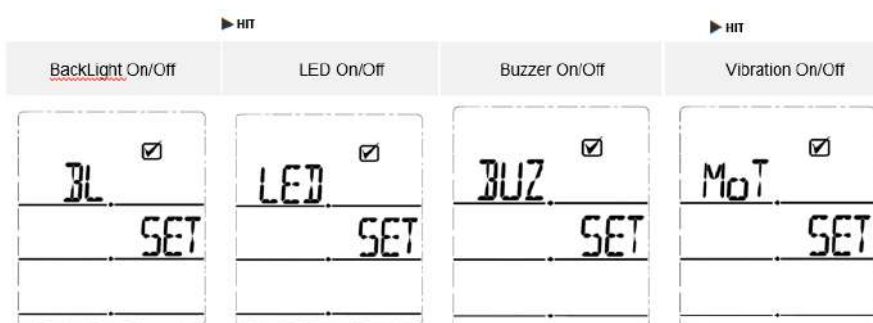 ▶ HIT ▶ HIT
BackLight On/Off LED On/Off Buzzer On/Off Vibration On/Off
BL LED BUZ MoT
SET SET SET SET